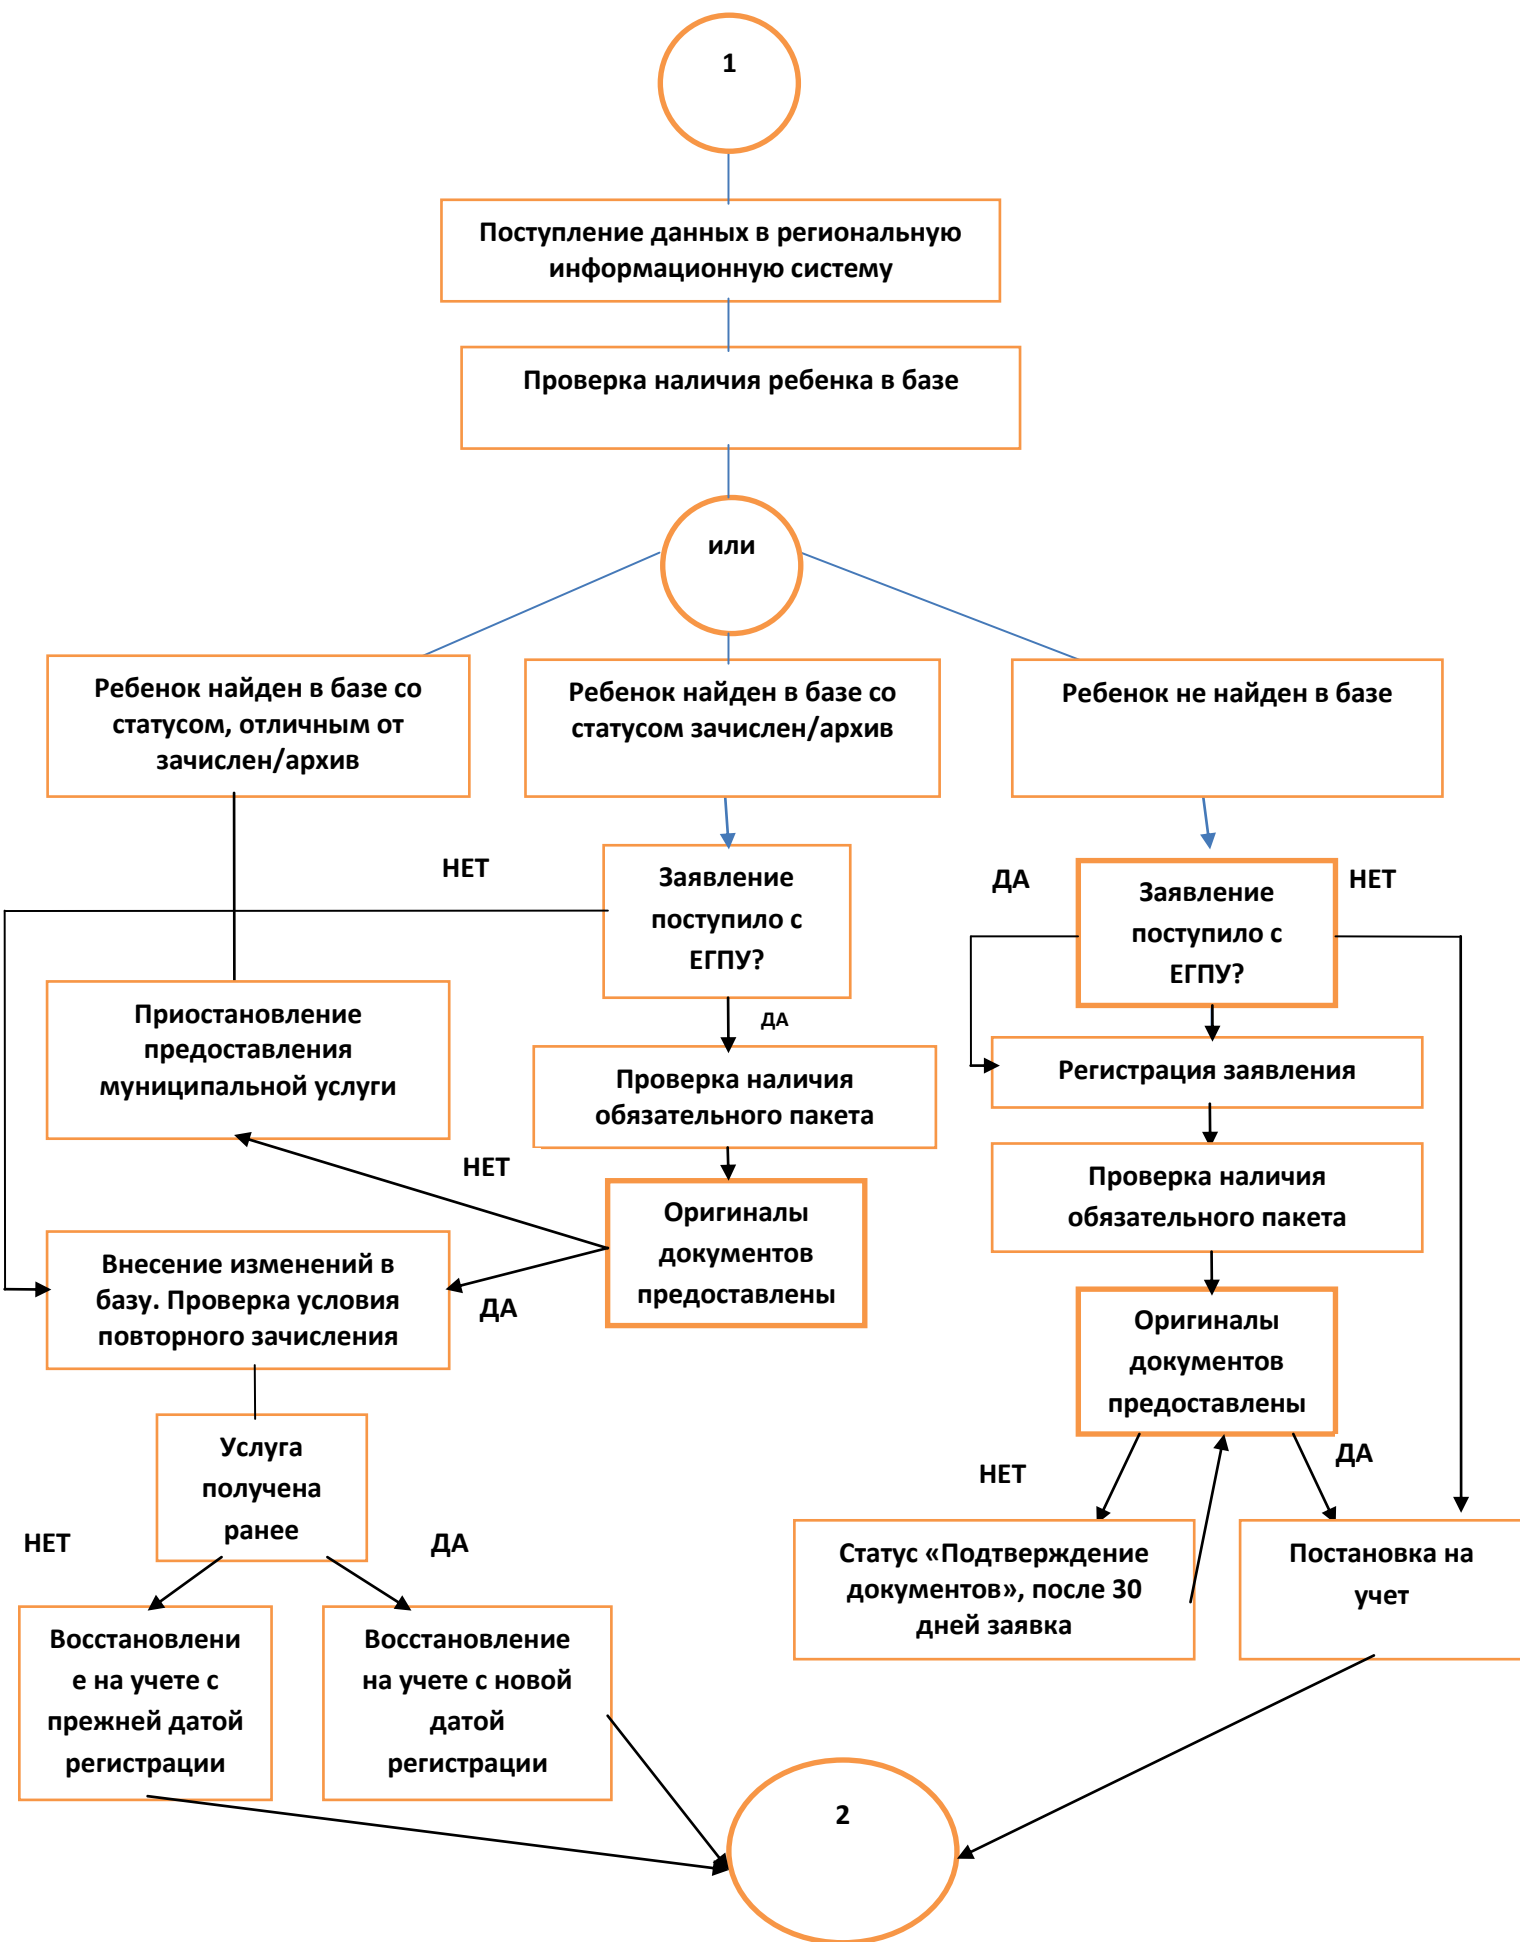 1
Поступление данных в региональную
информационную систему
Проверка наличия ребенка в базе
или
Ребенок найден в базе со
статусом, отличным от
зачислен/архив
Ребенок найден в базе со
статусом зачислен/архив
Ребенок не найден в базе
НЕТ
Заявление
поступило с
ЕГПУ?
ДА
Заявление
поступило с
ЕГПУ?
НЕТ
Приостановление
предоставления
муниципальной услуги
ДА
Проверка наличия
обязательного пакета
Регистрация заявления
НЕТ
Проверка наличия
обязательного пакета
Оригиналы
документов
предоставлены
Внесение изменений в
базу. Проверка условия
повторного зачисления
ДА
Оригиналы
документов
предоставлены
Услуга
получена
ранее
НЕТ
ДА
НЕТ
ДА
Статус «Подтверждение
документов», после 30
дней заявка
Постановка на
учет
Восстановлени
е на учете с
прежней датой
регистрации
Восстановление
на учете с новой
датой
регистрации
2